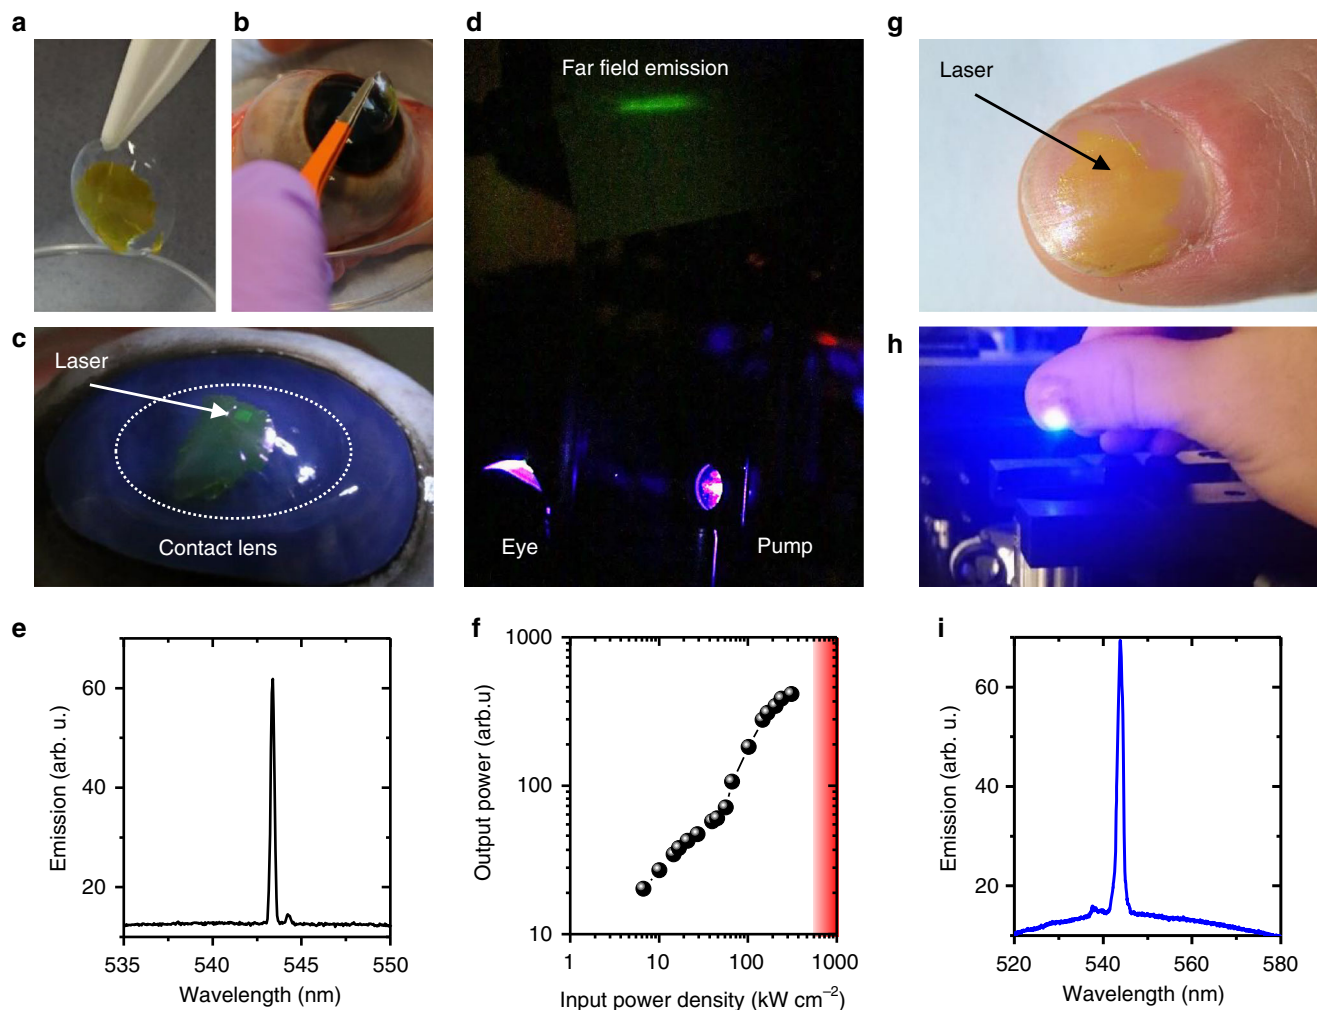 a
b
d
g
Far field emission
Laser
c
Laser
Contact lens
Eye
Pump
h
e
60
40
20
535
540
545
550
Emission (arb. u.)
Wavelength (nm)
f
1000
100
10
1
10
100
1000
Output power (arb.u)
Input power density (kW cm⁻²)
i
60
40
20
520
540
560
580
Emission (arb. u.)
Wavelength (nm)